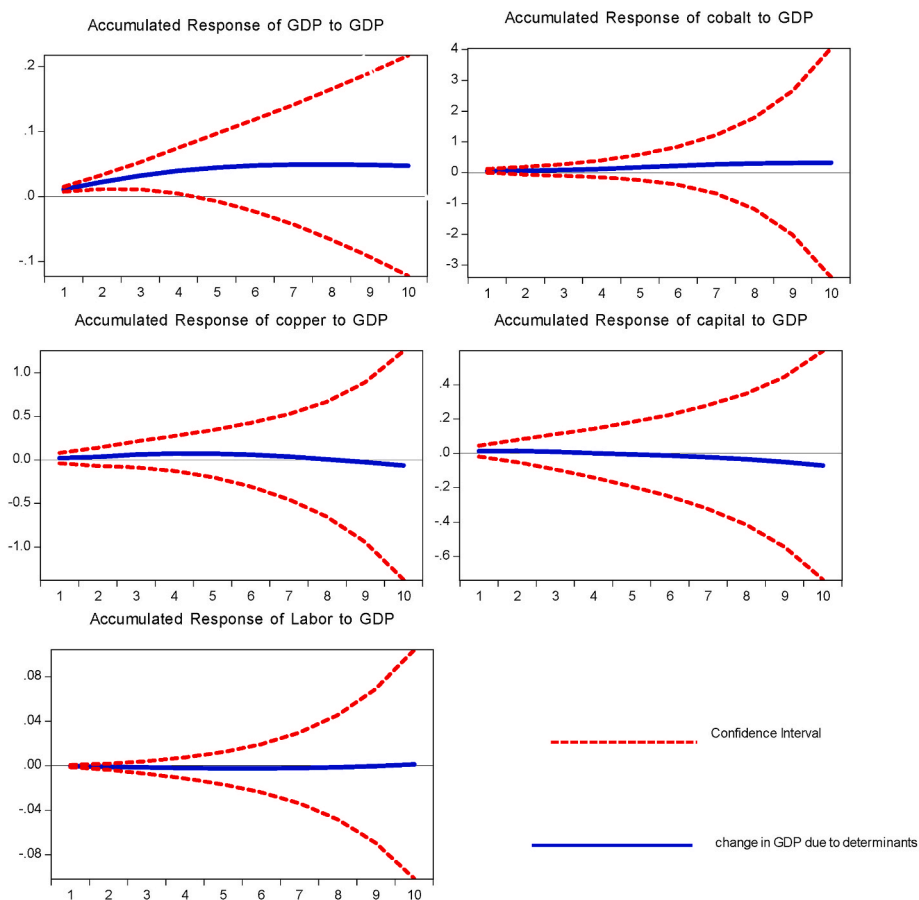 Accumulated Response of GDP to GDP
.2
.1
.0
-.1
1 2 3 4 5 6 7 8 9 10
Accumulated Response of cobalt to GDP
4
3
2
1
0
-1
-2
-3
1 2 3 4 5 6 7 8 9 10
Accumulated Response of copper to GDP
1.0
0.5
0.0
-0.5
-1.0
1 2 3 4 5 6 7 8 9 10
Accumulated Response of capital to GDP
.4
.2
.0
-.2
-.4
-.6
1 2 3 4 5 6 7 8 9 10
Accumulated Response of Labor to GDP
.08
.04
.00
-.04
-.08
1 2 3 4 5 6 7 8 9 10
Confidence Interval
change in GDP due to determinants